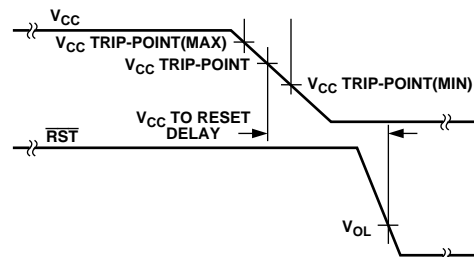 VCC
VCC TRIP-POINT(MAX)
VCC TRIP-POINT
VCC TRIP-POINT(MIN)
VCC TO RESET
DELAY
RST
VOL